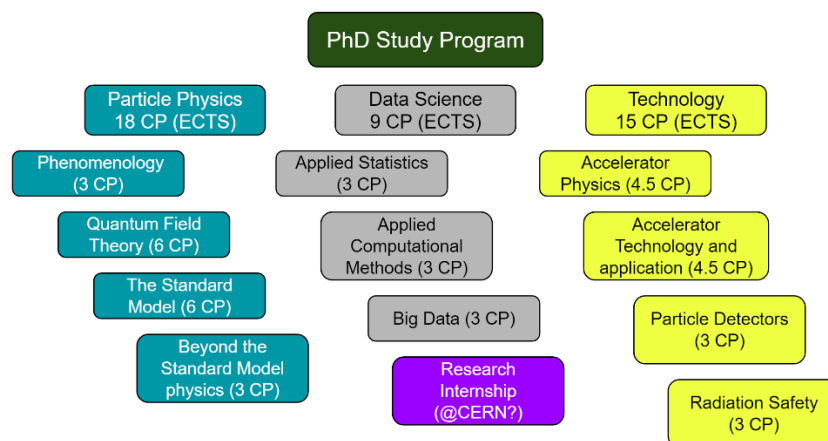 PhD Study Program
Particle Physics
18 CP (ECTS)
Data Science
9 CP (ECTS)
Technology
15 CP (ECTS)
Phenomenology
(3 CP)
Applied Statistics
(3 CP)
Accelerator
Physics (4.5 CP)
Quantum Field
Theory (6 CP)
Applied
Computational
Methods (3 CP)
Accelerator
Technology and
application (4.5 CP)
The Standard
Model (6 CP)
Big Data (3 CP)
Particle Detectors
(3 CP)
Beyond the
Standard Model
physics (3 CP)
Research
Internship
(@CERN?)
Radiation Safety
(3 CP)